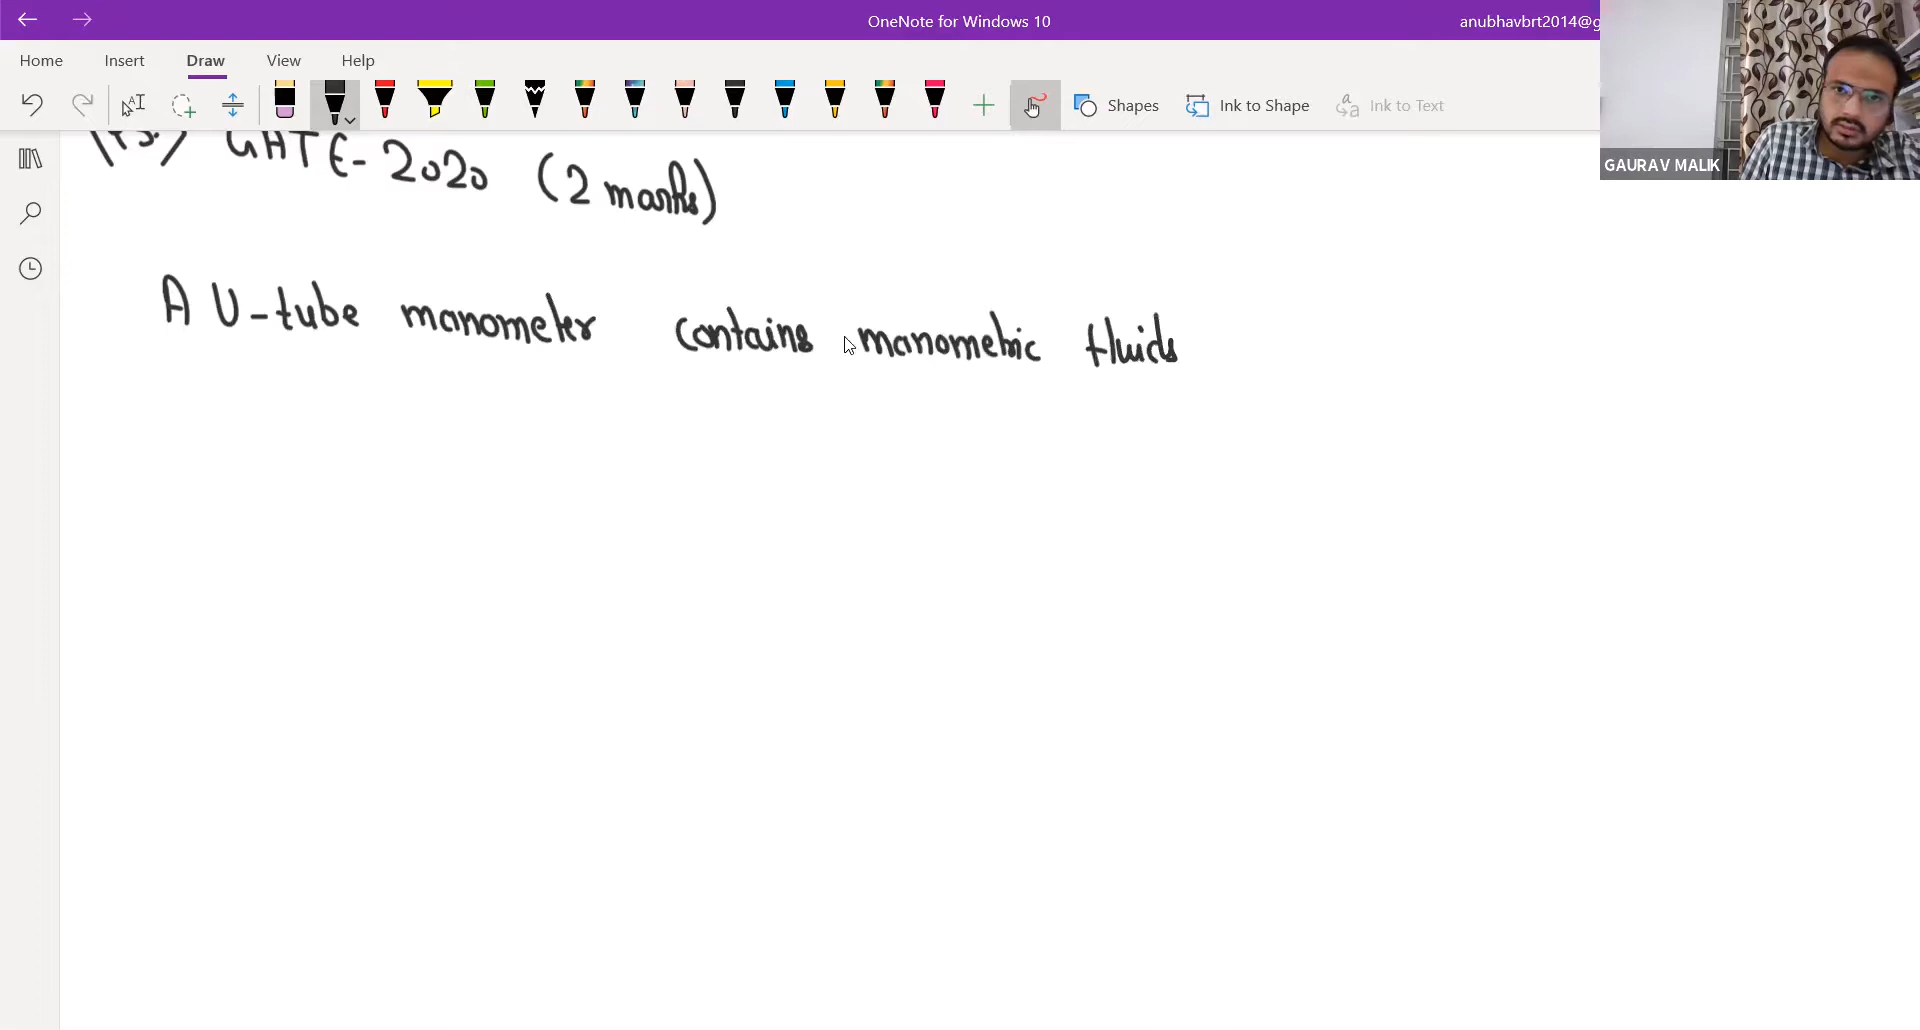 OneNote for Windows 10
anubhavbrt2014@g
Home Insert Draw View Help
Shapes Ink to Shape Ink to Text
GAURAV MALIK
GATE-2020 (2 marks)
A U-tube manometer contains manometric fluids